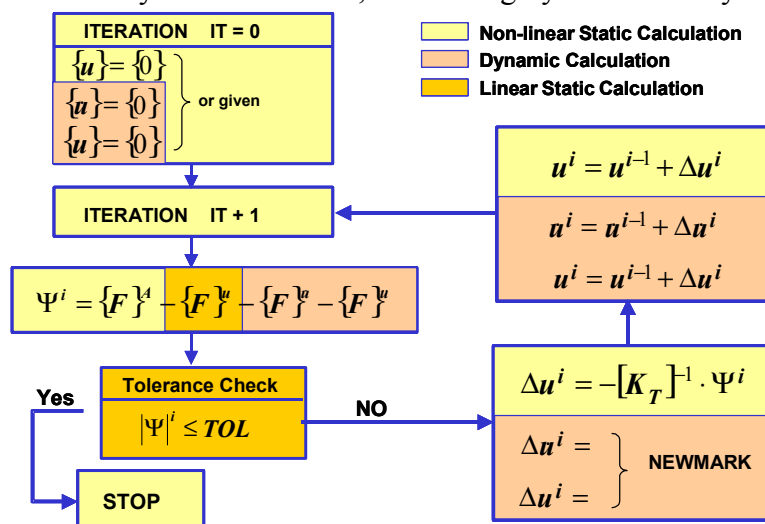 ITERATION IT = 0
{u}= {0}
{u̇}= {0}
{u}= {0}
or given
Non-linear Static Calculation
Dynamic Calculation
Linear Static Calculation
ITERATION IT + 1
Ψ^i = {F}^A − {F}^u − {F}^u̇ − {F}^u
Tolerance Check
|Ψ|^i ≤ TOL
Yes
NO
STOP
u^i = u^{i−1} + Δu^i
u̇^i = u̇^{i−1} + Δu̇^i
u^i = u^{i−1} + Δu^i
Δu^i = −[K_T]^{−1} · Ψ^i
Δu̇^i =
Δu^i =
NEWMARK